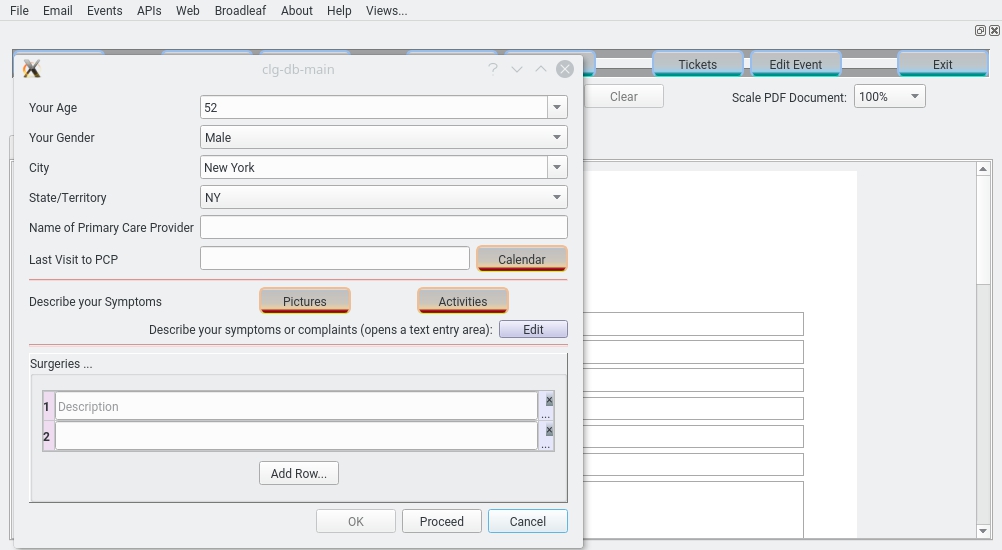 File Email Events APIs Web Broadleaf About Help Views...
clg-db-main
Tickets Edit Event Exit
Clear Scale PDF Document: 100%
Your Age 52
Your Gender Male
City New York
State/Territory NY
Name of Primary Care Provider
Last Visit to PCP Calendar
Describe your Symptoms Pictures Activities
Describe your symptoms or complaints (opens a text entry area): Edit
Surgeries ...
1 Description ...
2 ...
Add Row...
OK Proceed Cancel